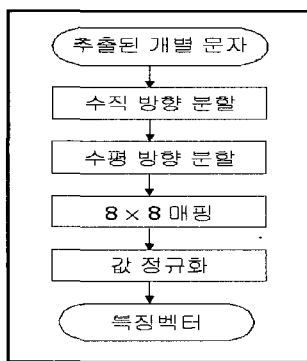 추출된 개별 문자
수직 방향 분할
수평 방향 분할
8 × 8 매핑
값 정규화
특징벡터